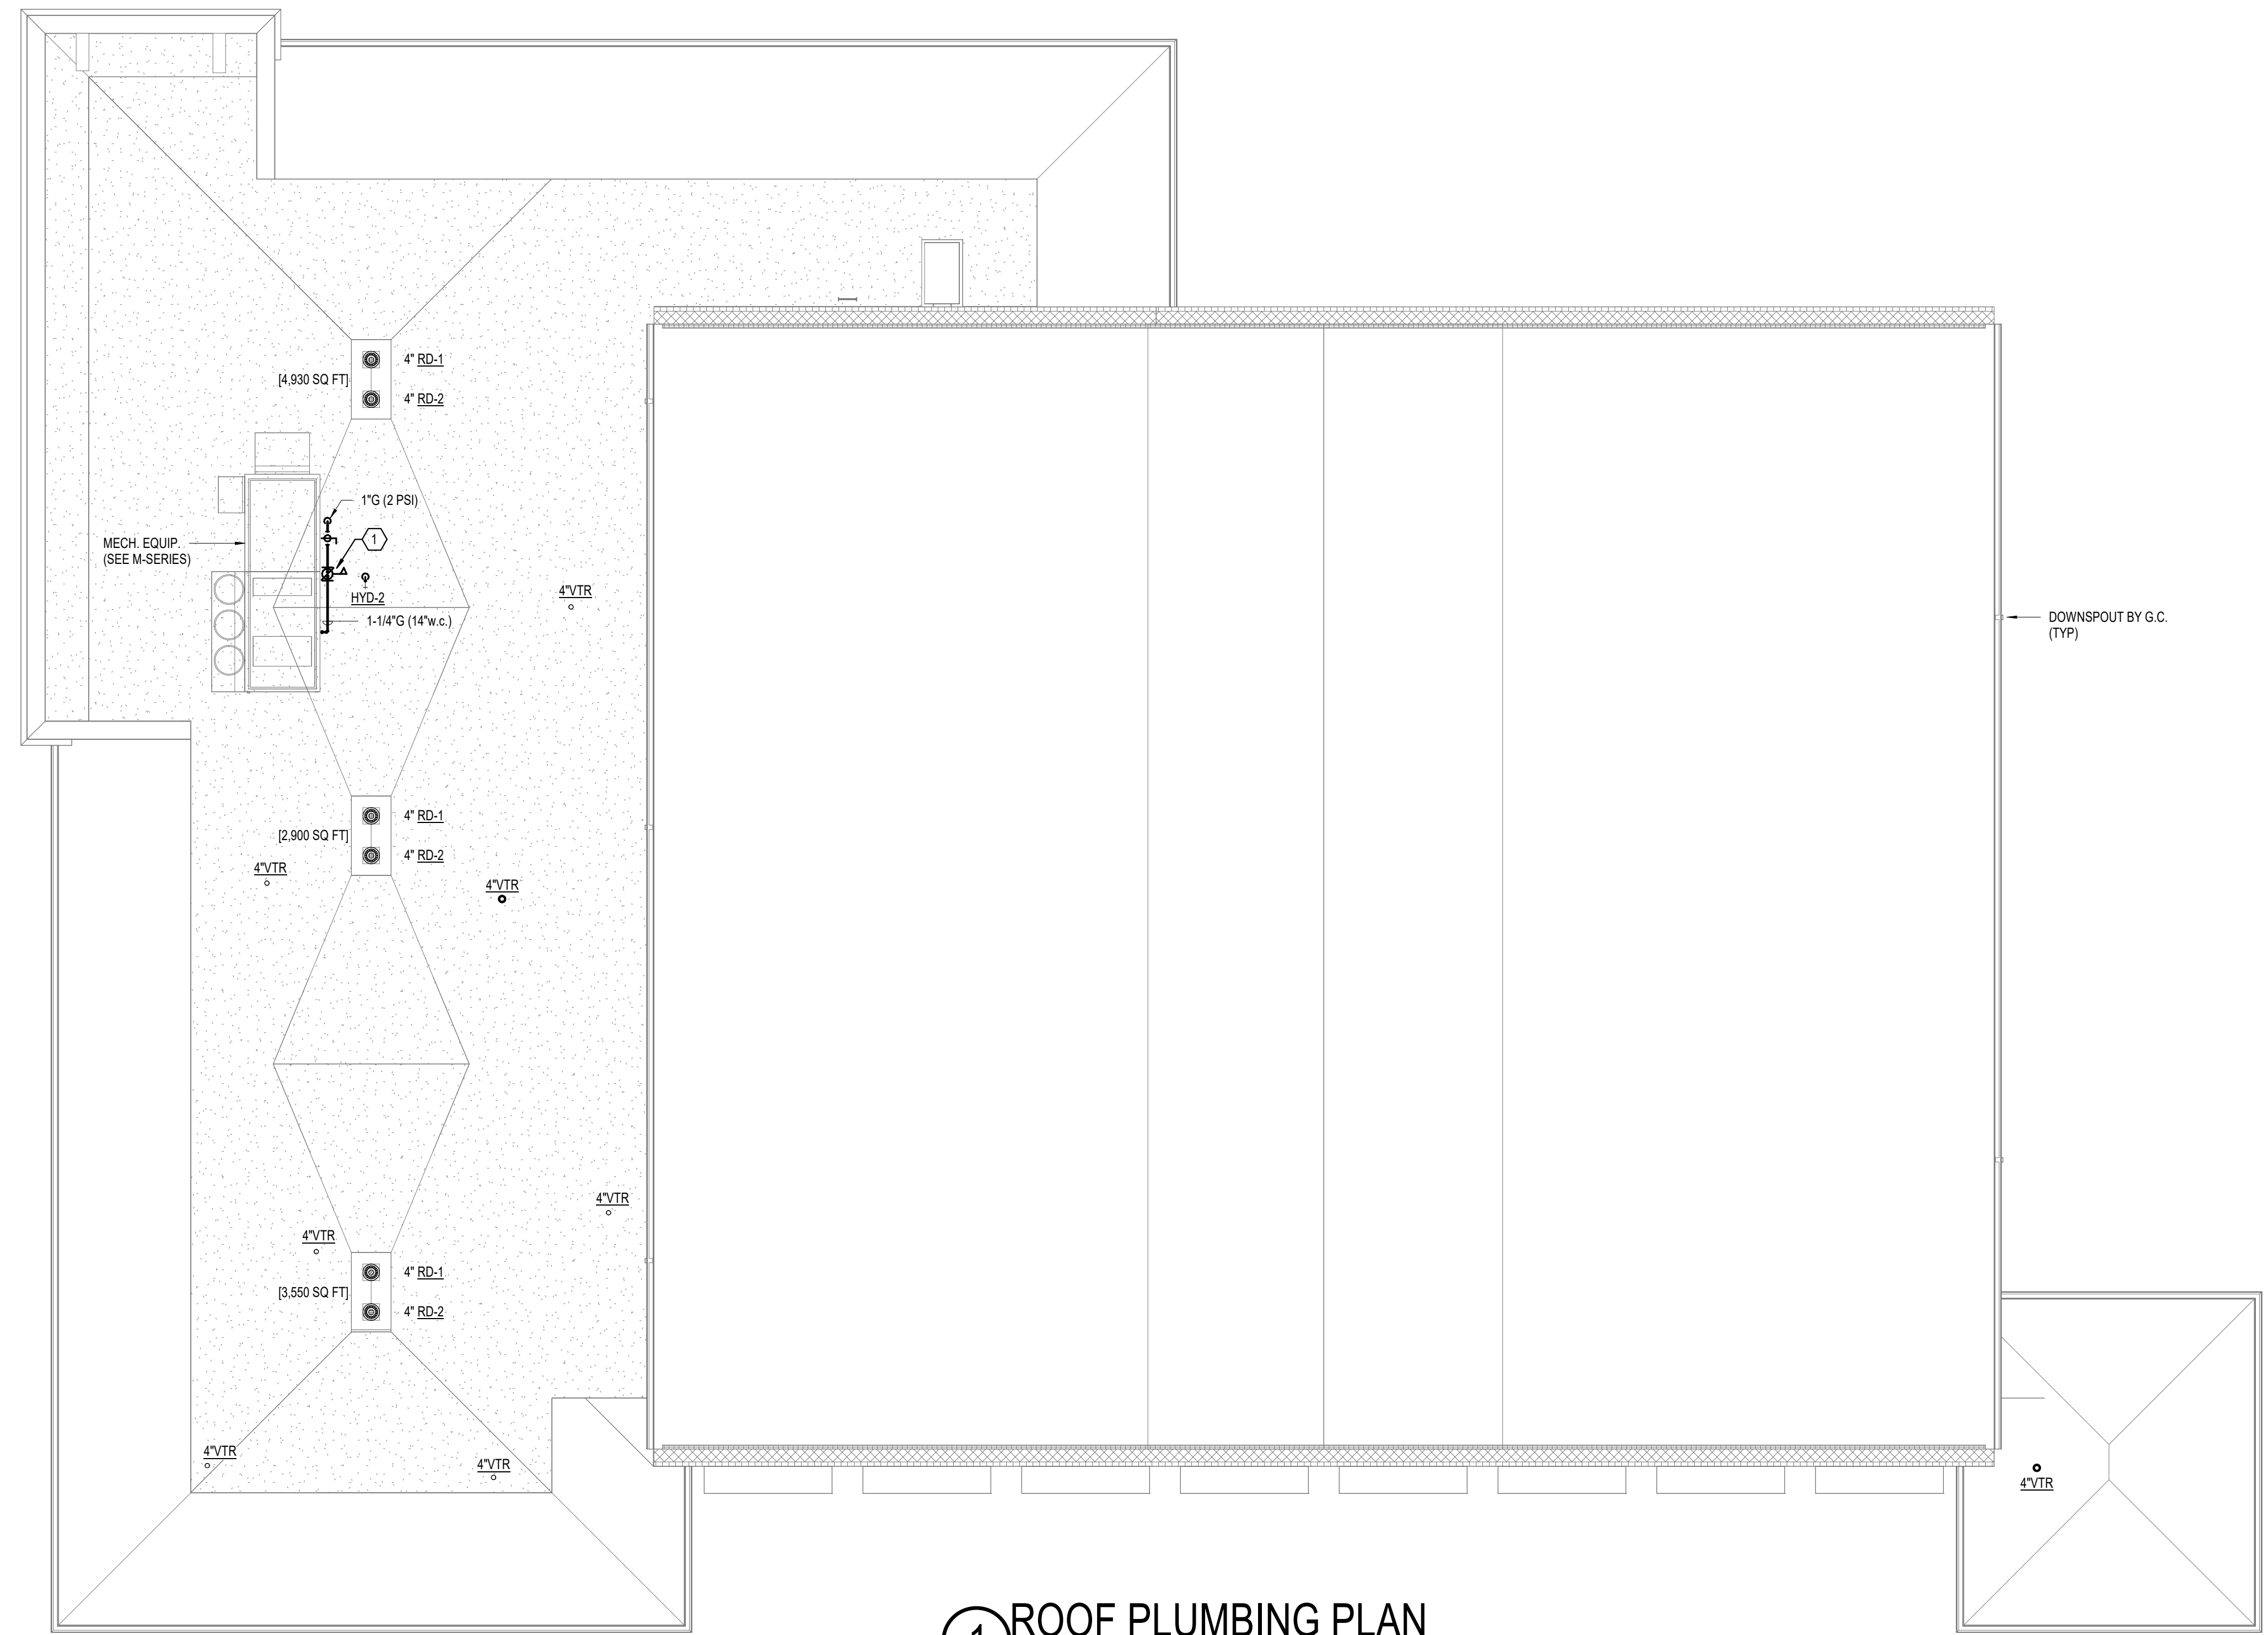 4" RD-1
[4,930 SQ FT]
4" RD-2
1"G (2 PSI)
MECH. EQUIP.
(SEE M-SERIES)
1
HYD-2
4"VTR
1-1/4"G (14"w.c.)
DOWNSPOUT BY G.C.
(TYP)
4" RD-1
[2,900 SQ FT]
4" RD-2
4"VTR
4"VTR
4"VTR
4"VTR
4" RD-1
[3,550 SQ FT]
4" RD-2
4"VTR
4"VTR
4"VTR
1
ROOF PLUMBING PLAN